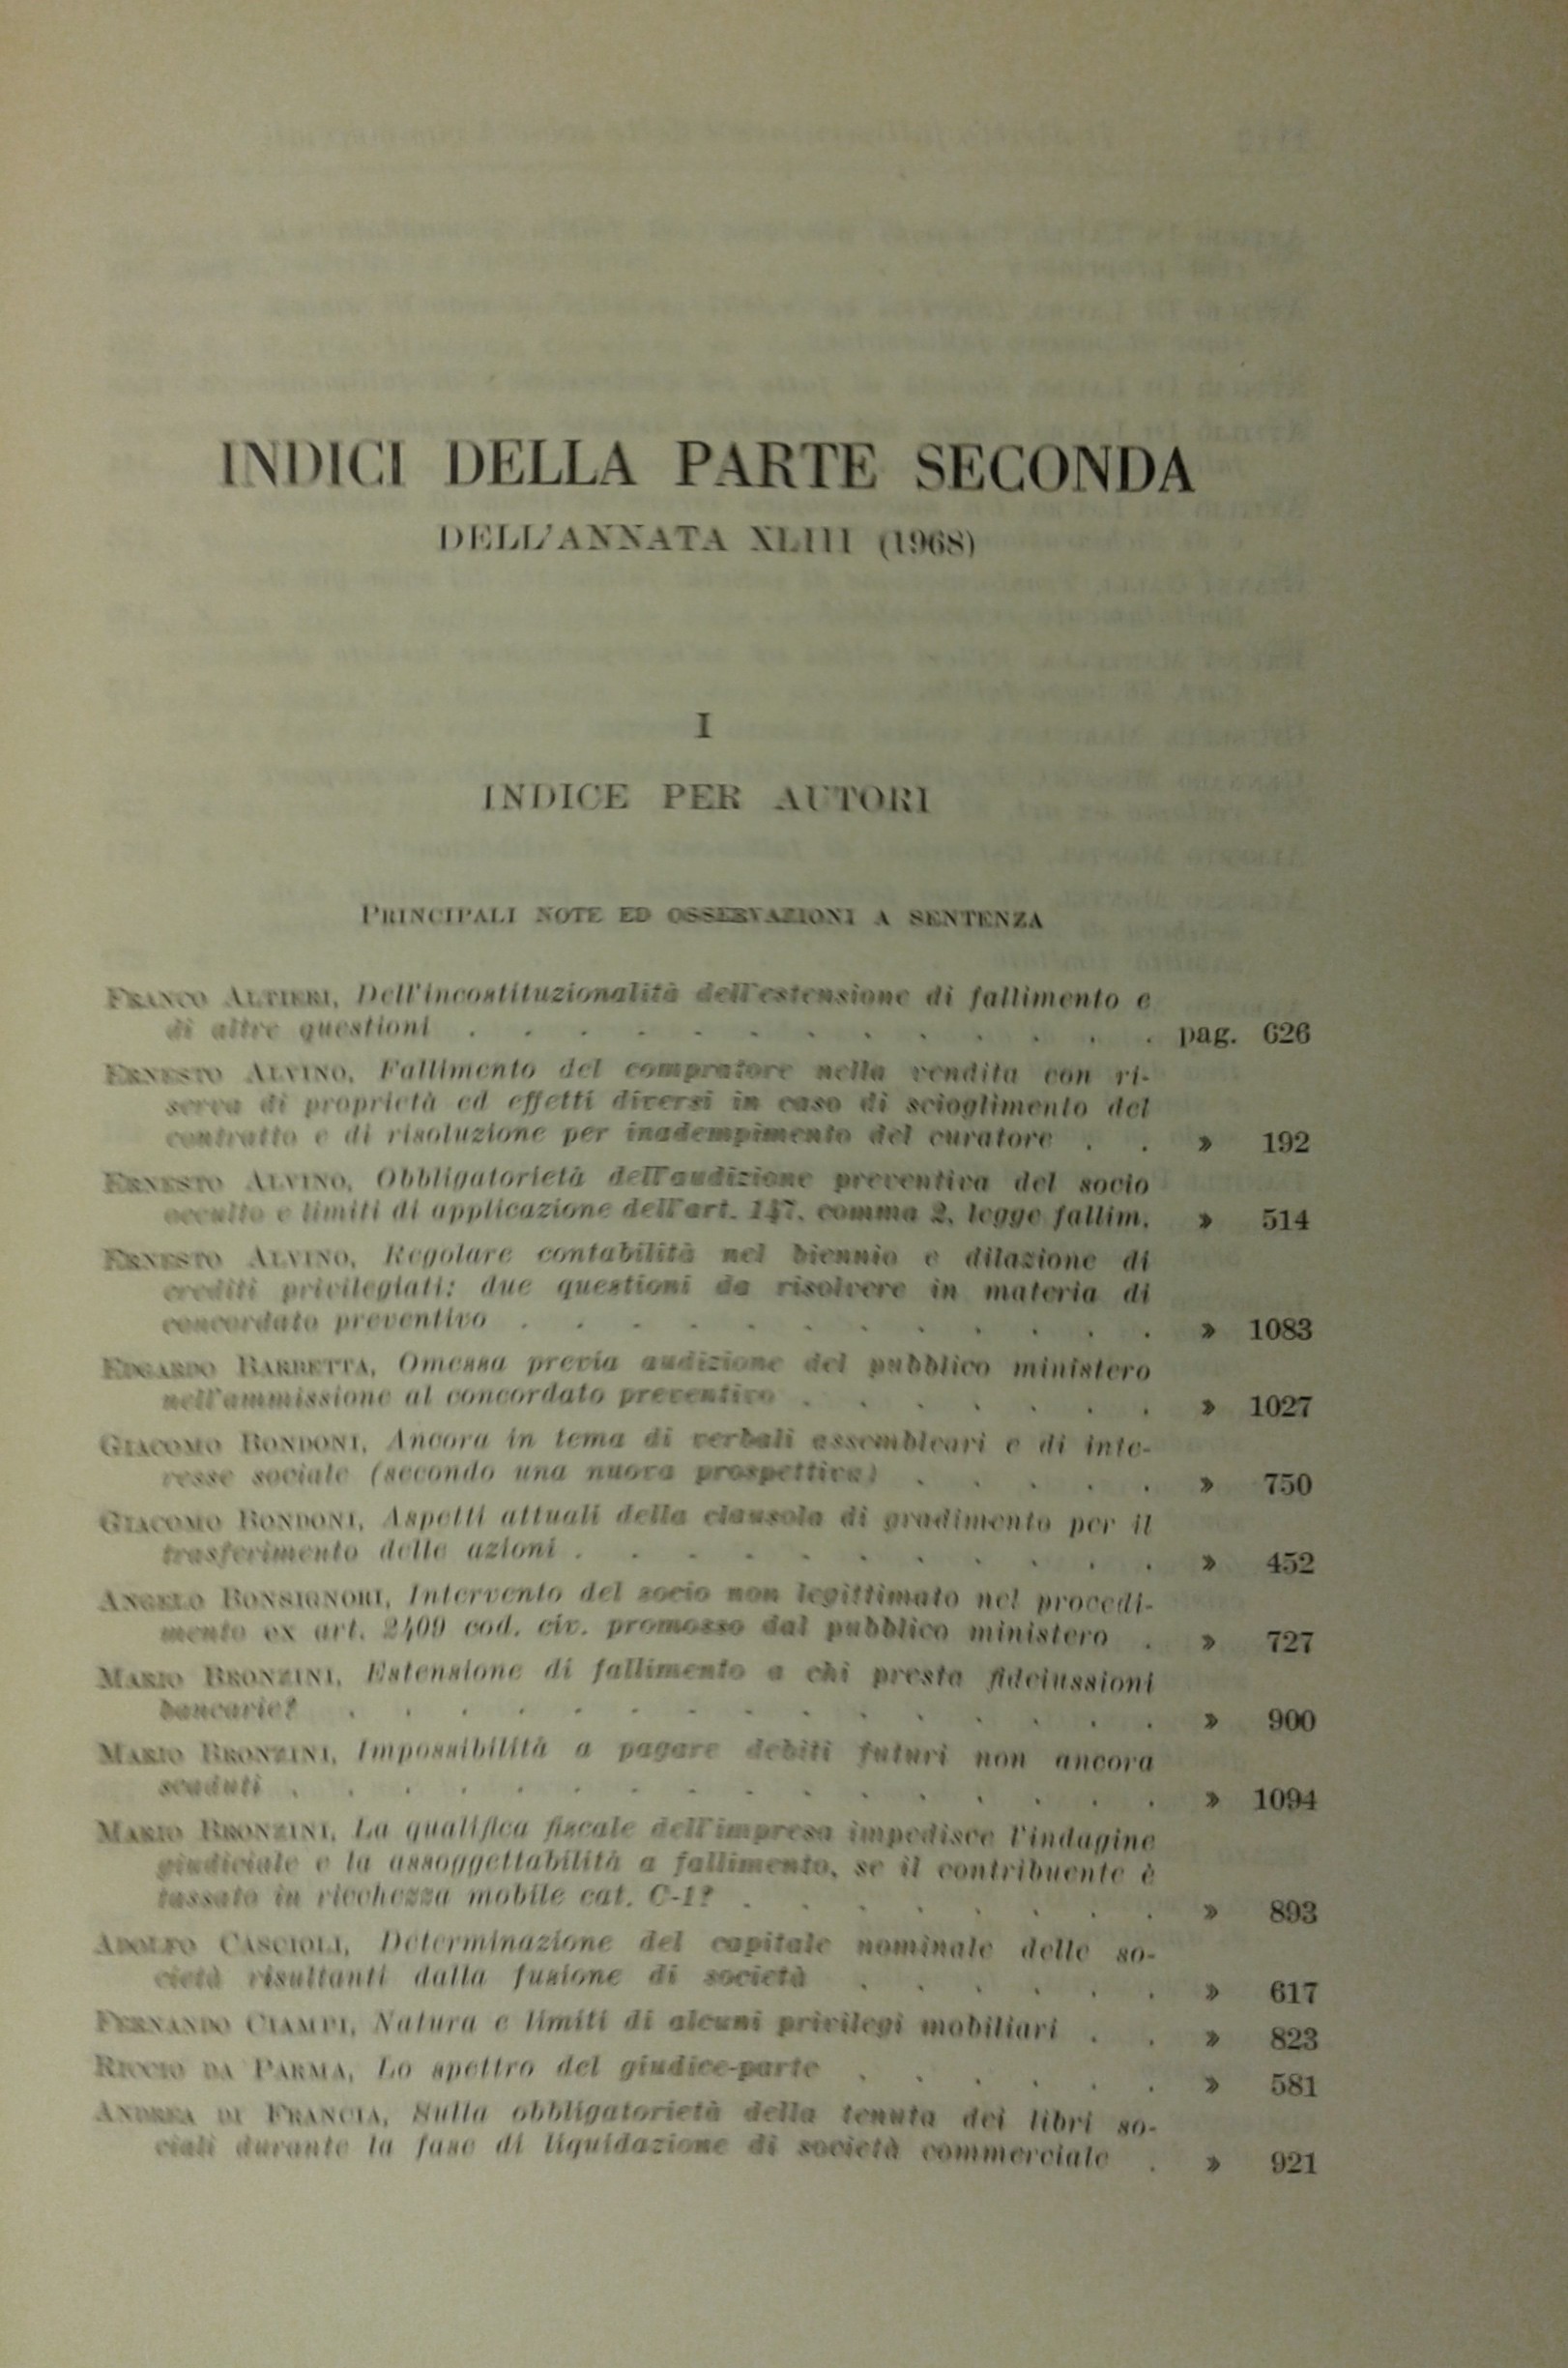 INDICI DELLA PARTE SECONDA
DELL'ANNATA XLIII (1968)
I
INDICE PER AUTORI
PRINCIPALI NOTE ED OSSERVAZIONI A SENTENZA
FRANCO ALTIERI, Dell'incostituzionalità dell'estensione di fallimento e
di altre questioni . . . . . . . . . . . . . pag. 626
ERNESTO ALVINO, Fallimento del compratore nella vendita con ri-
serva di proprietà ed effetti diversi in caso di scioglimento del
contratto e di risoluzione per inadempimento del curatore . . » 192
ERNESTO ALVINO, Obbligatorietà dell'audizione preventiva del socio
occulto e limiti di applicazione dell'art. 147, comma 2, legge fallim. » 514
ERNESTO ALVINO, Regolare contabilità nel biennio e dilazione di
crediti privilegiati: due questioni da risolvere in materia di
concordato preventivo . . . . . . . . . . . . » 1083
EDGARDO BARBETTA, Omessa previa audizione del pubblico ministero
nell'ammissione al concordato preventivo . . . . . . . » 1027
GIACOMO BONDONI, Ancora in tema di verbali assembleari e di inte-
resse sociale (secondo una nuova prospettiva) . . . . . » 750
GIACOMO BONDONI, Aspetti attuali della clausola di gradimento per il
trasferimento delle azioni . . . . . . . . . . . » 452
ANGELO BONSIGNORI, Intervento del socio non legittimato nel procedi-
mento ex art. 2409 cod. civ. promosso dal pubblico ministero . » 727
MARIO BRONZINI, Estensione di fallimento a chi presta fideiussioni
bancarie? . . . . . . . . . . . . . . . » 900
MARIO BRONZINI, Impossibilità a pagare debiti futuri non ancora
scaduti . . . . . . . . . . . . . . . . » 1094
MARIO BRONZINI, La qualifica fiscale dell'impresa impedisce l'indagine
giudiciale e la assoggettabilità a fallimento, se il contribuente è
tassato in ricchezza mobile cat. C-1? . . . . . . . . » 893
ADOLFO CASCIOLI, Determinazione del capitale nominale delle so-
cietà risultanti dalla fusione di società . . . . . . » 617
FERNANDO CIAMPI, Natura e limiti di alcuni privilegi mobiliari . . » 823
RICCIO DA PARMA, Lo spettro del giudice-parte . . . . . . » 581
ANDREA DI FRANCIA, Sulla obbligatorietà della tenuta dei libri so-
ciali durante la fase di liquidazione di società commerciale . » 921